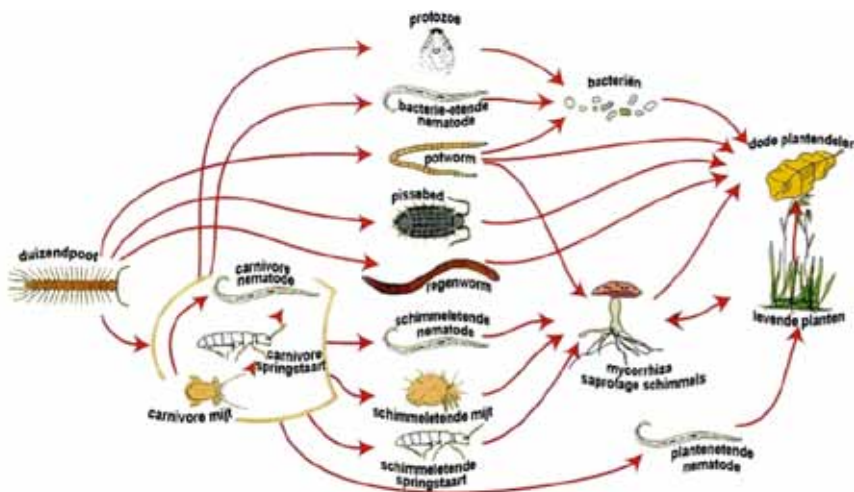 protozoe
bacteriën
bacterie-etende
nematode
dode plantendelen
potworm
pissebed
duizendpoot
carnivore
nematode
regenworm
schimmeletende
nematode
levende planten
carnivore
springstaart
mycorrhiza
saprofage schimmels
carnivore mijt
schimmeletende mijt
schimmeletende
springstaart
plantenetende
nematode